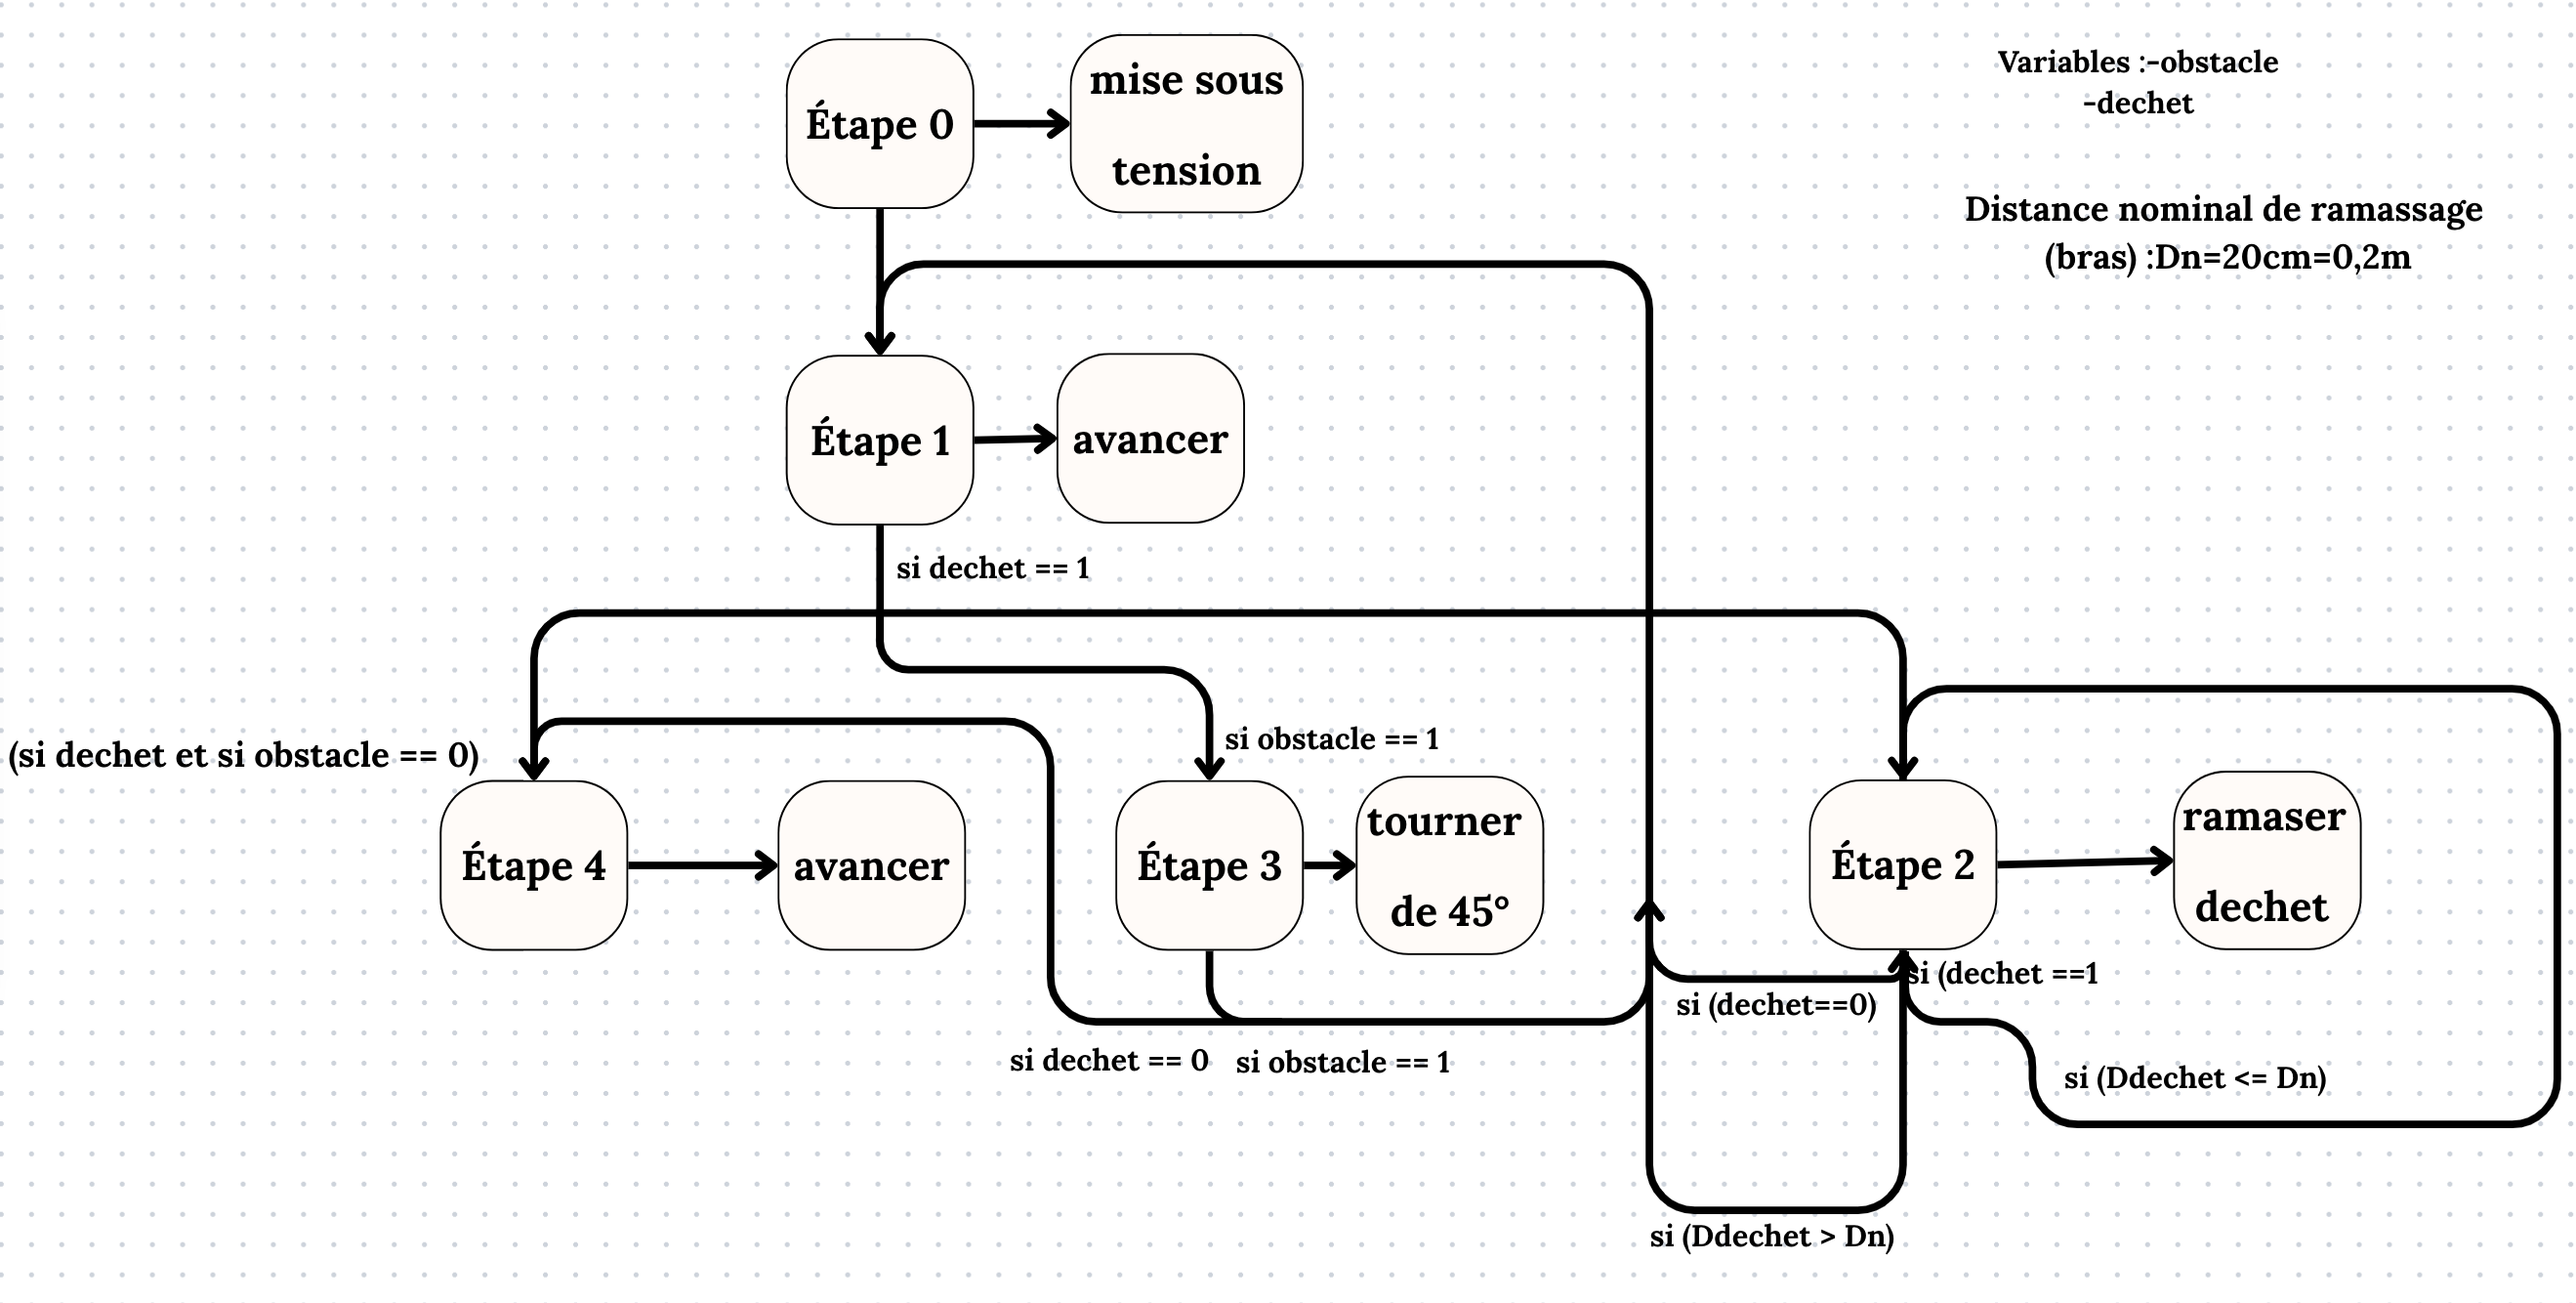 Étape 0
mise sous
tension
Variables :-obstacle
-dechet
Distance nominal de ramassage
(bras) :Dn=20cm=0,2m
Étape 1
avancer
si dechet == 1
(si dechet et si obstacle == 0)
si obstacle == 1
Étape 4
avancer
Étape 3
tourner
de 45°
Étape 2
ramaser
dechet
si (dechet ==1
si (dechet==0)
si dechet == 0
si obstacle == 1
si (Ddechet <= Dn)
si (Ddechet > Dn)